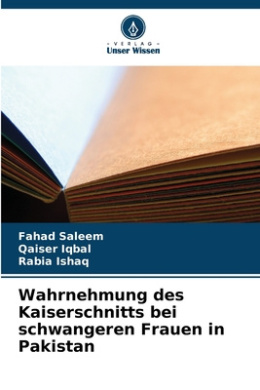 VERLAG
Unser Wissen
Fahad Saleem
Qaiser Iqbal
Rabia Ishaq
Wahrnehmung des
Kaiserschnitts bei
schwangeren Frauen in
Pakistan